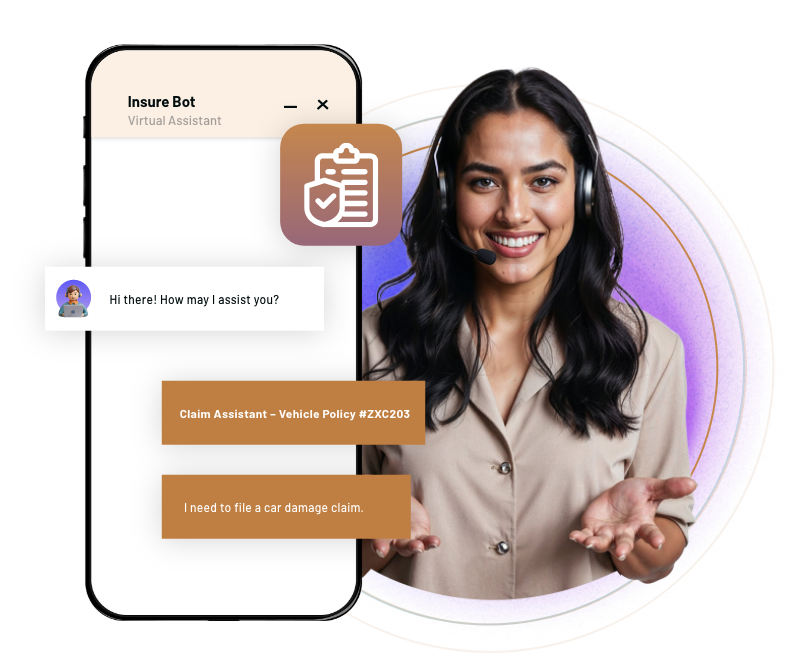 Insure Bot
Virtual Assistant
Hi there! How may I assist you?
Claim Assistant – Vehicle Policy #ZXC203
I need to file a car damage claim.